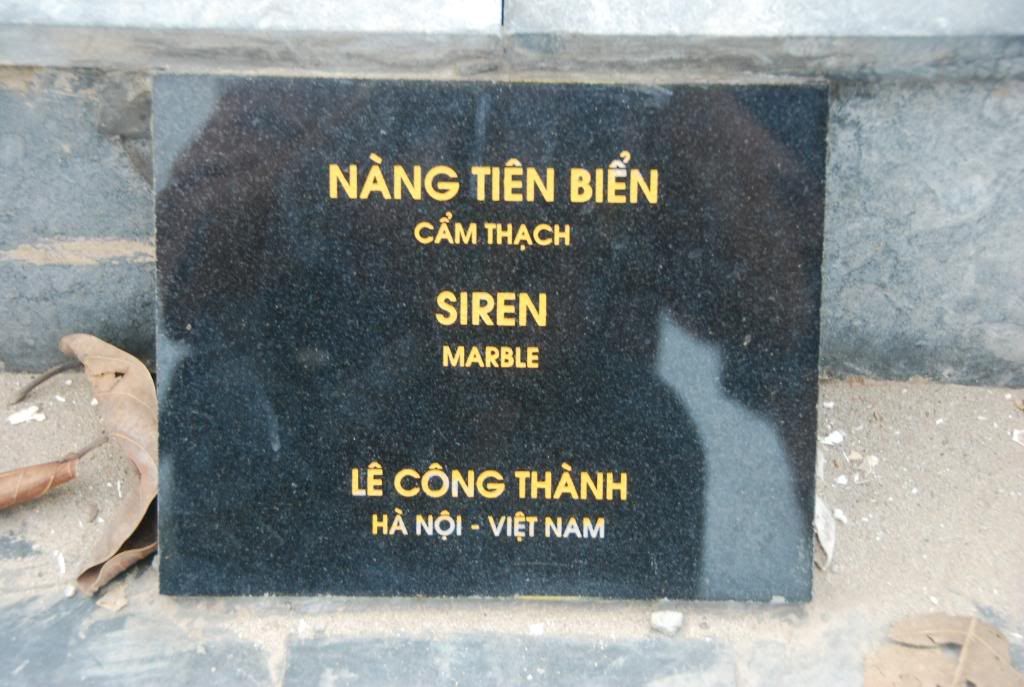 NÀNG TIÊN BIỂN
CẨM THẠCH
SIREN
MARBLE
LÊ CÔNG THÀNH
HÀ NỘI - VIỆT NAM